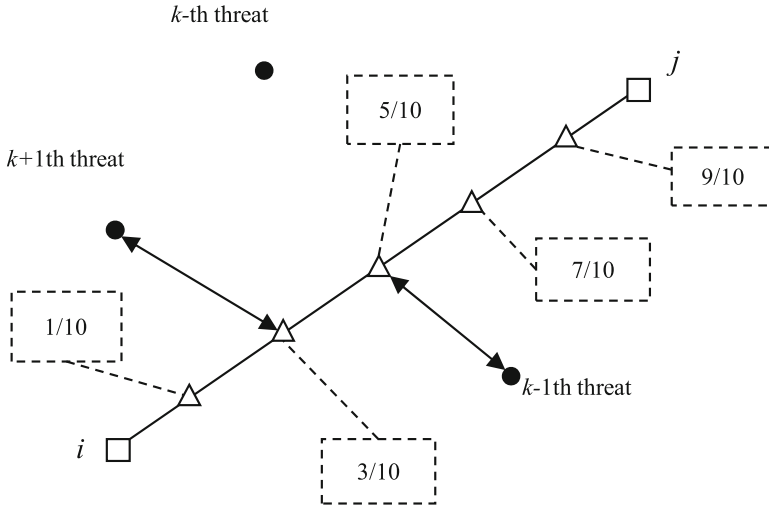 k-th threat
j
5/10
k+1th threat
9/10
7/10
1/10
k-1th threat
i
3/10